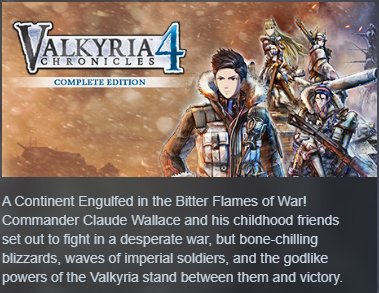 VALKYRIA 4
CHRONICLES
COMPLETE EDITION
A Continent Engulfed in the Bitter Flames of War!
Commander Claude Wallace and his childhood friends
set out to fight in a desperate war, but bone-chilling
blizzards, waves of imperial soldiers, and the godlike
powers of the Valkyria stand between them and victory.